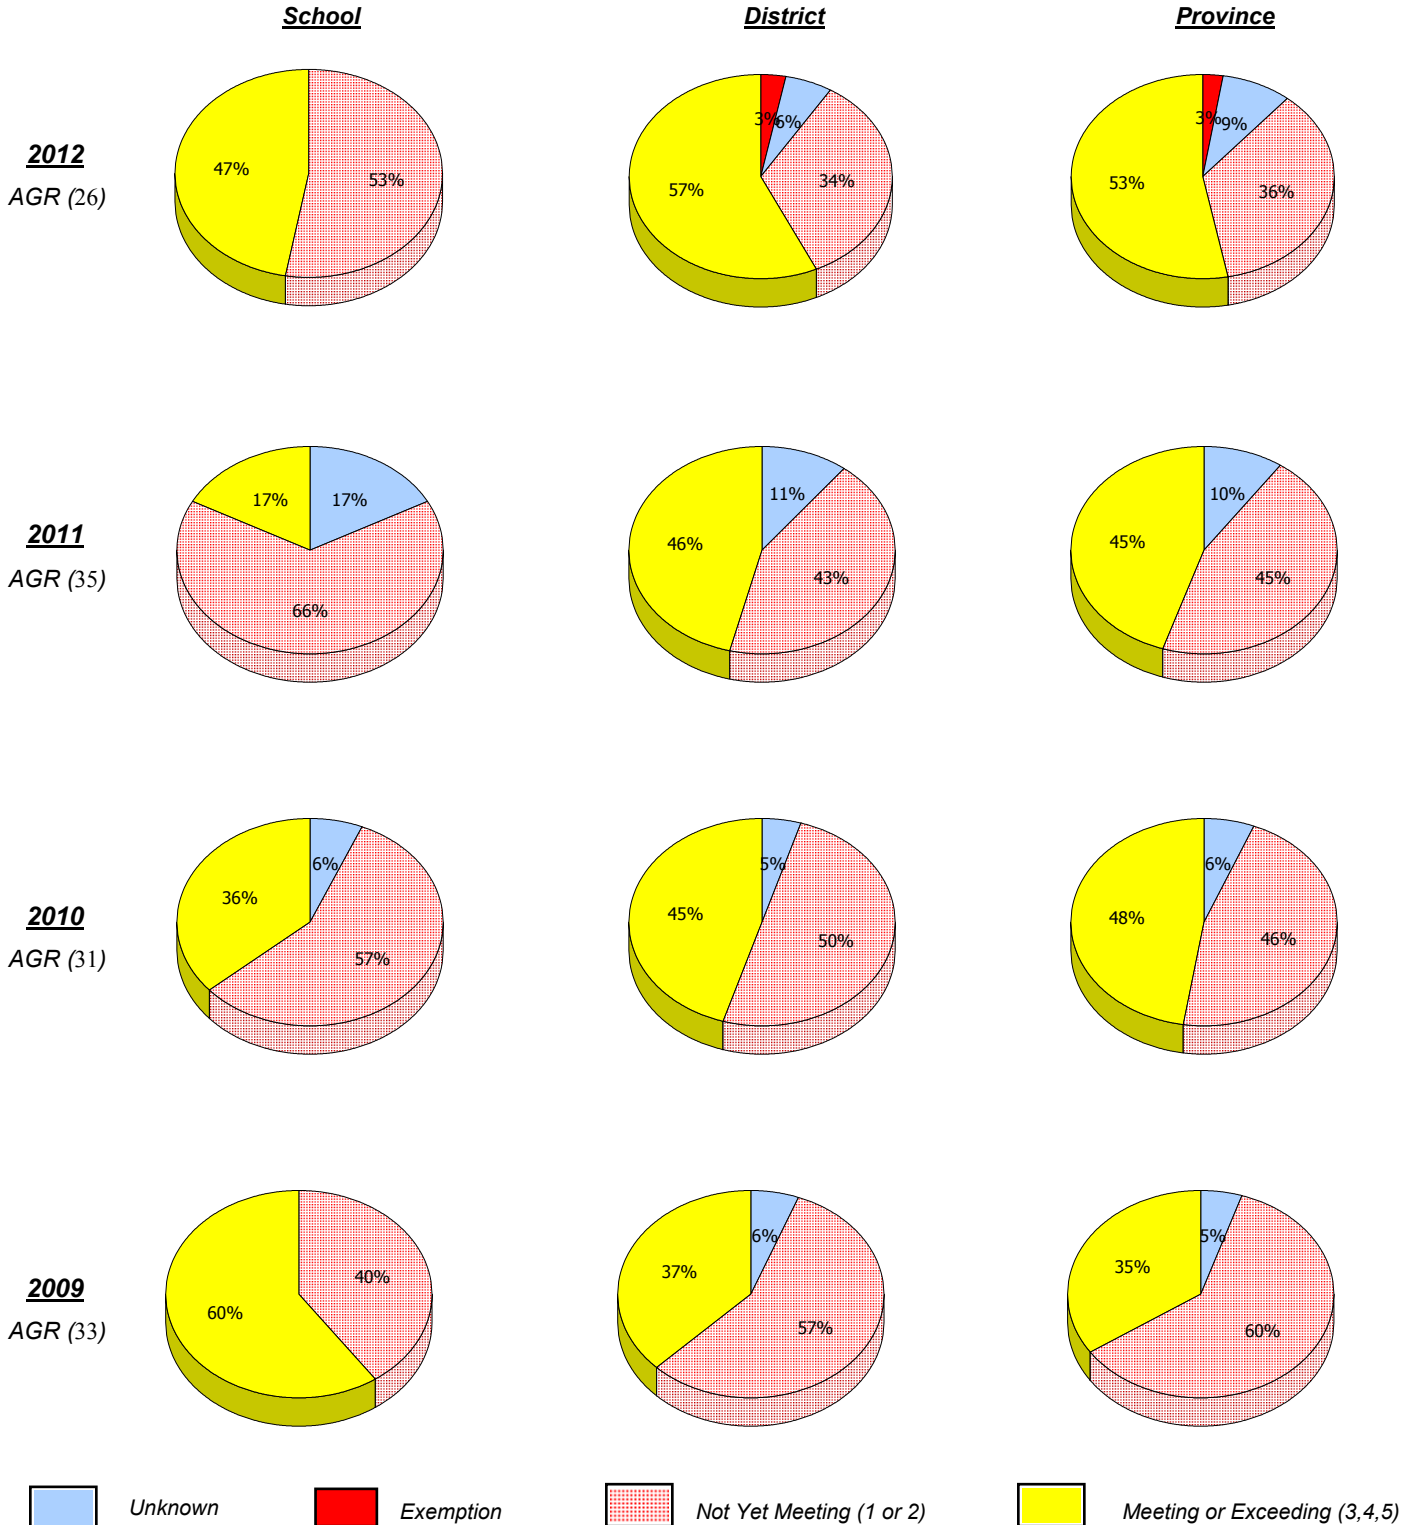 School District Province
2012
AGR (26)
47% 53%
3% 6% 34% 57%
3% 9% 36% 53%
2011
AGR (35)
17% 17% 66%
11% 46% 43%
10% 45% 45%
2010
AGR (31)
6% 36% 57%
5% 45% 50%
6% 48% 46%
2009
AGR (33)
40% 60%
6% 37% 57%
5% 35% 60%
Unknown Exemption Not Yet Meeting (1 or 2) Meeting or Exceeding (3,4,5)